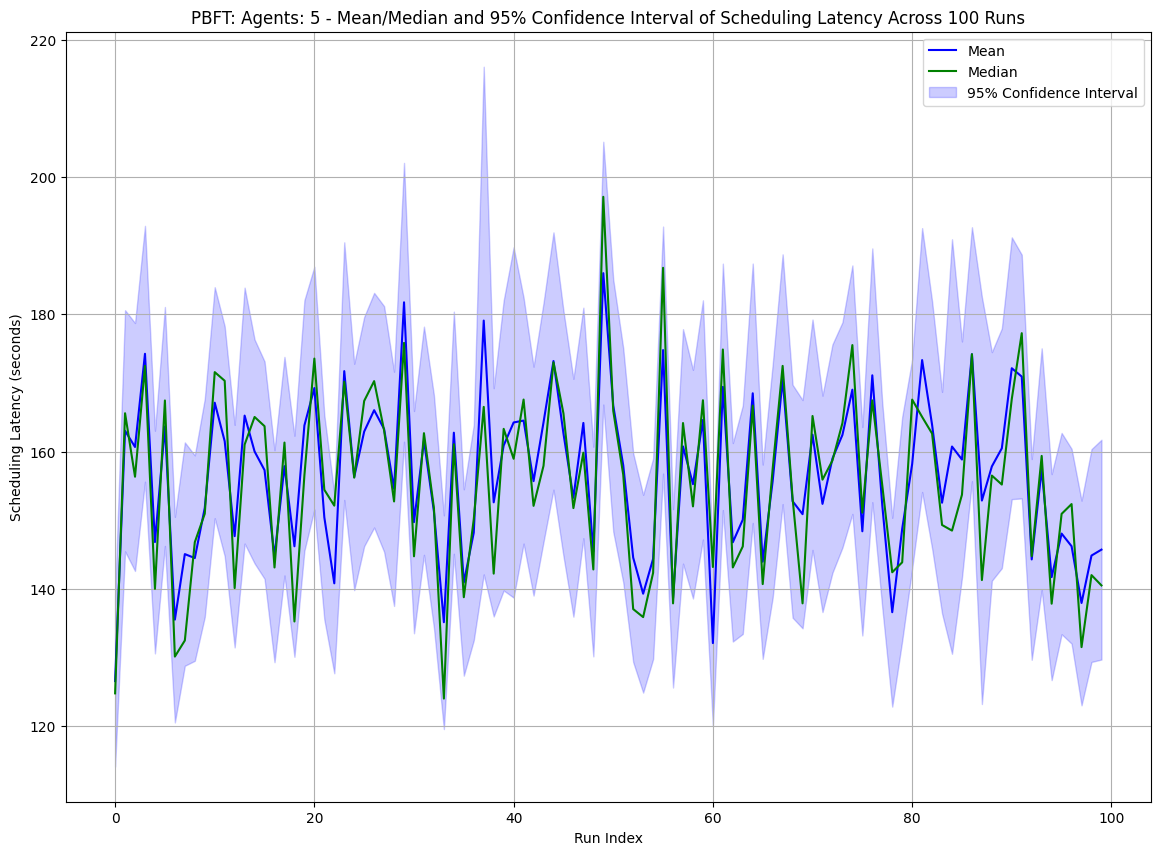 PBFT: Agents: 5 - Mean/Median and 95% Confidence Interval of Scheduling Latency Across 100 Runs
Mean
Median
95% Confidence Interval
220
200
180
160
140
120
Scheduling Latency (seconds)
0
20
40
60
80
100
Run Index